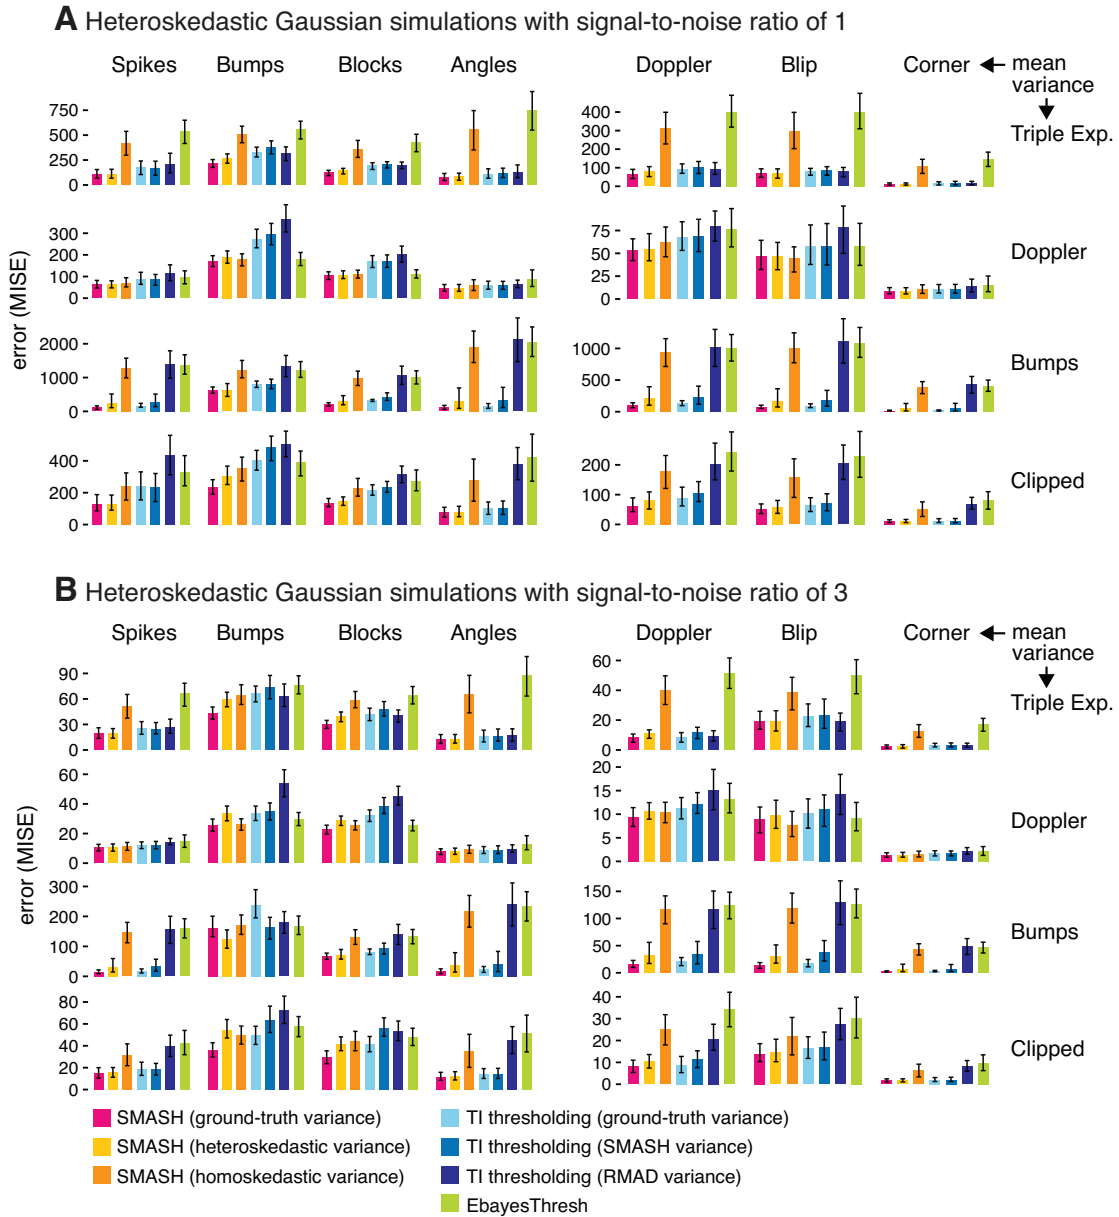 A Heteroskedastic Gaussian simulations with signal-to-noise ratio of 1
Spikes Bumps Blocks Angles Doppler Blip Corner ← mean
variance
↓
Triple Exp.
750
500
250
0
400
300
200
100
0
Doppler
300
200
100
0
75
50
25
0
error (MISE)
Bumps
2000
1000
0
1000
500
0
Clipped
400
200
0
200
100
0
B Heteroskedastic Gaussian simulations with signal-to-noise ratio of 3
Spikes Bumps Blocks Angles Doppler Blip Corner ← mean
variance
↓
Triple Exp.
90
60
30
0
60
40
20
0
Doppler
60
40
20
0
20
15
10
5
0
error (MISE)
Bumps
300
200
100
0
150
100
50
0
Clipped
80
60
40
20
0
40
30
20
10
0
SMASH (ground-truth variance)
SMASH (heteroskedastic variance)
SMASH (homoskedastic variance)
TI thresholding (ground-truth variance)
TI thresholding (SMASH variance)
TI thresholding (RMAD variance)
EbayesThresh